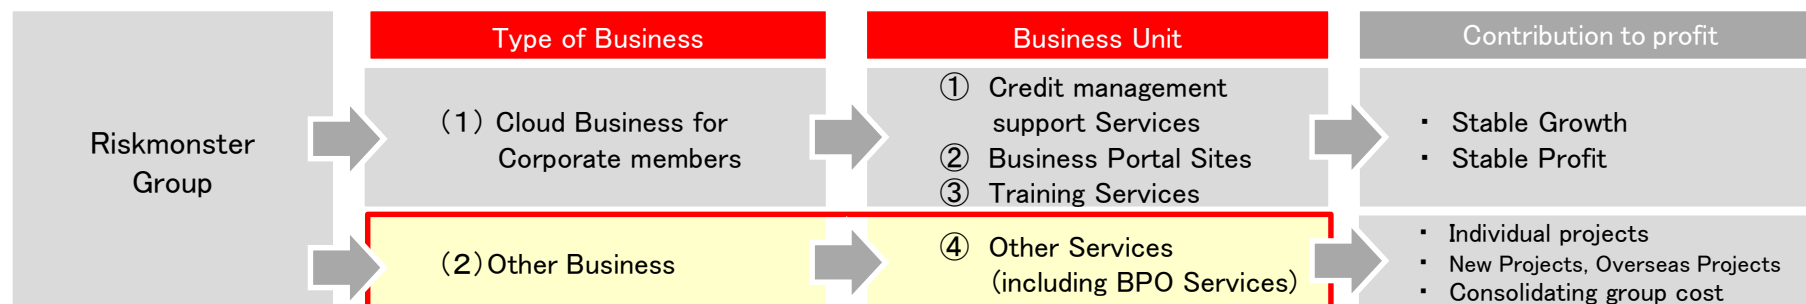 Type of Business
Business Unit
Contribution to profit
Riskmonster
Group
（１）Cloud Business for
Corporate members
① Credit management
support Services
② Business Portal Sites
③ Training Services
・ Stable Growth
・ Stable Profit
（２）Other Business
④ Other Services
(including BPO Services)
・ Individual projects
・ New Projects, Overseas Projects
・ Consolidating group cost